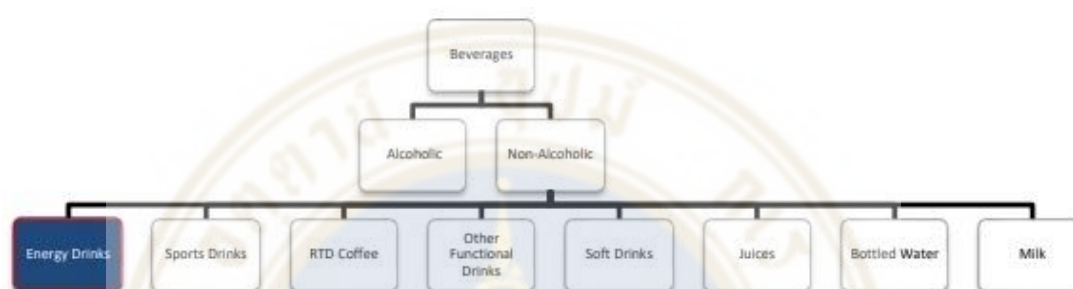 Beverages
Alcoholic
Non-Alcoholic
Energy Drinks
Sports Drinks
RTD Coffee
Other
Functional
Drinks
Soft Drinks
Juices
Bottled Water
Milk